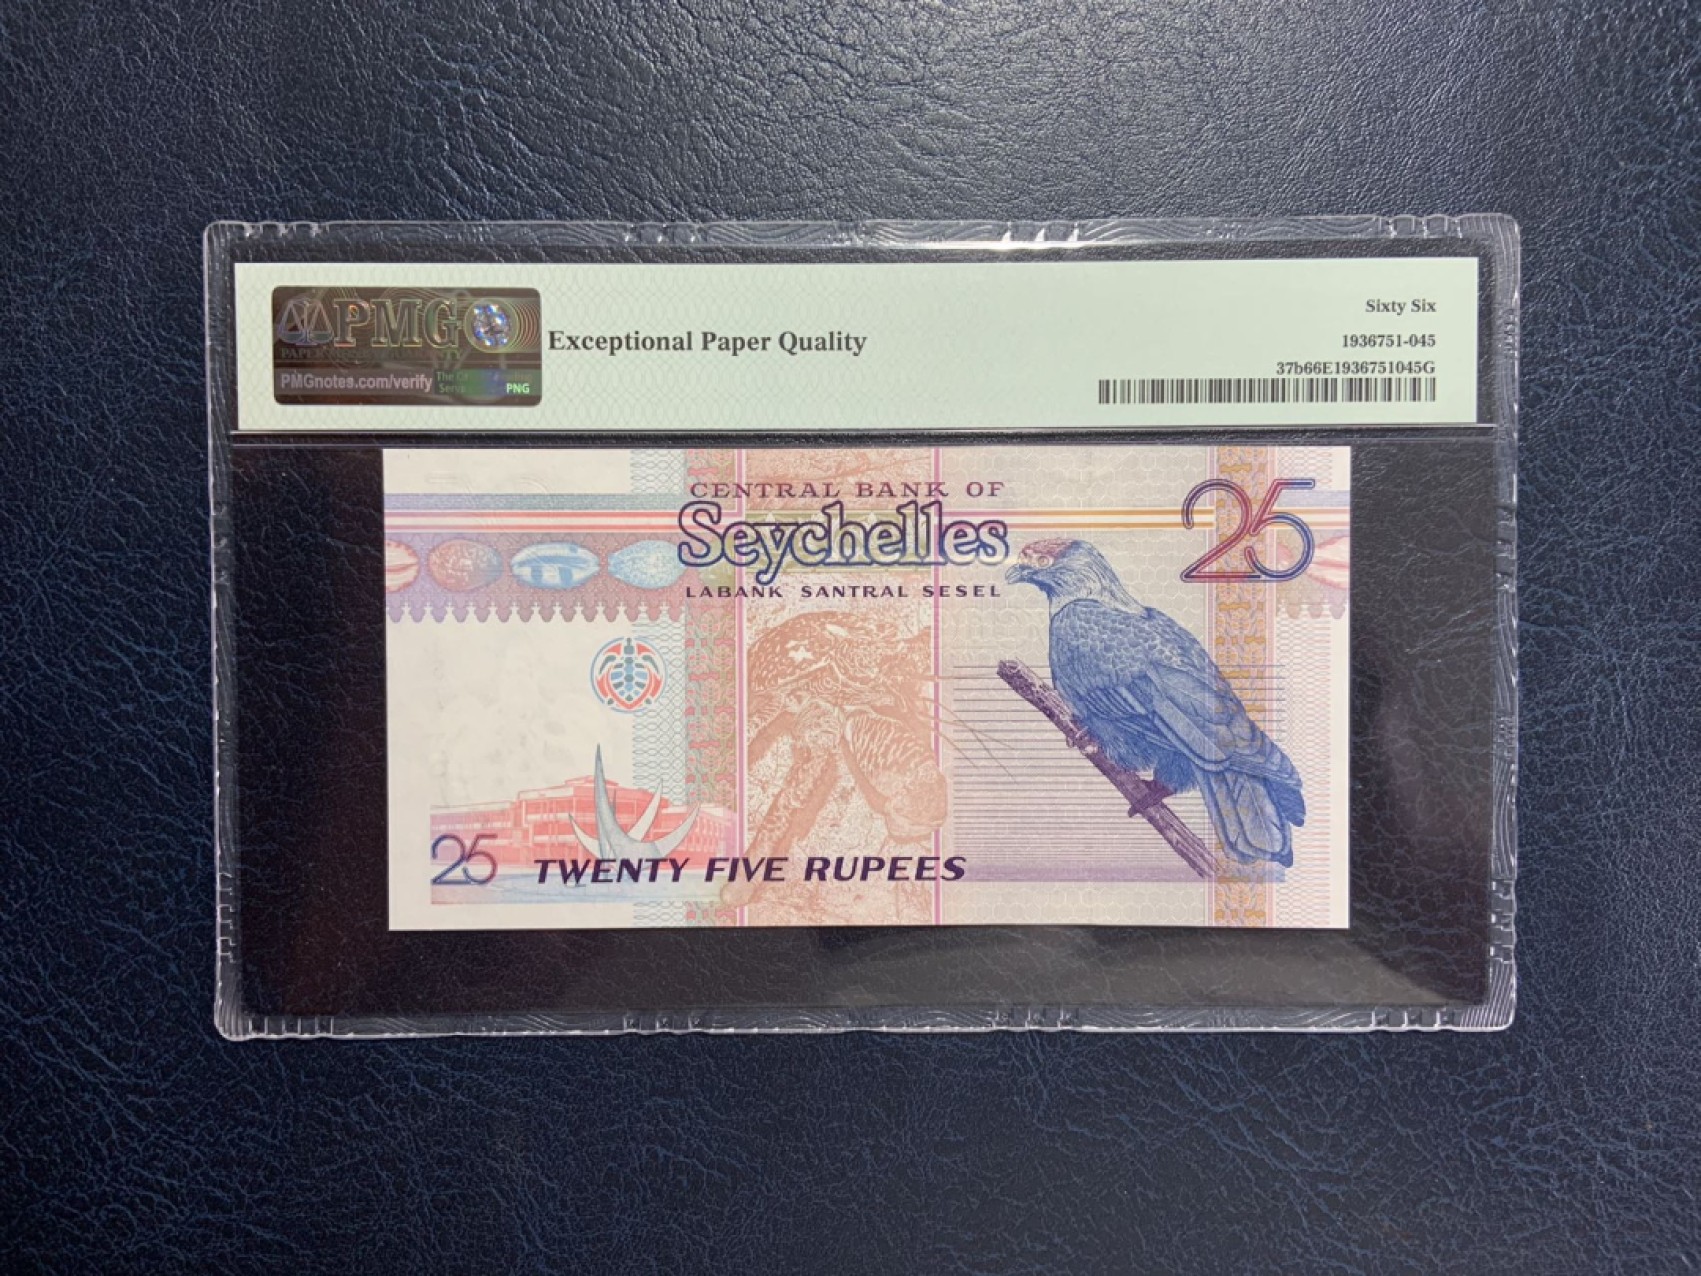 PMG
PMGnotes.com/verify
PNG
Exceptional Paper Quality
Sixty Six
1936751-045
37b66E1936751045G
CENTRAL BANK OF
Seychelles
LABANK SANTRAL SESEL
25
25
TWENTY FIVE RUPEES